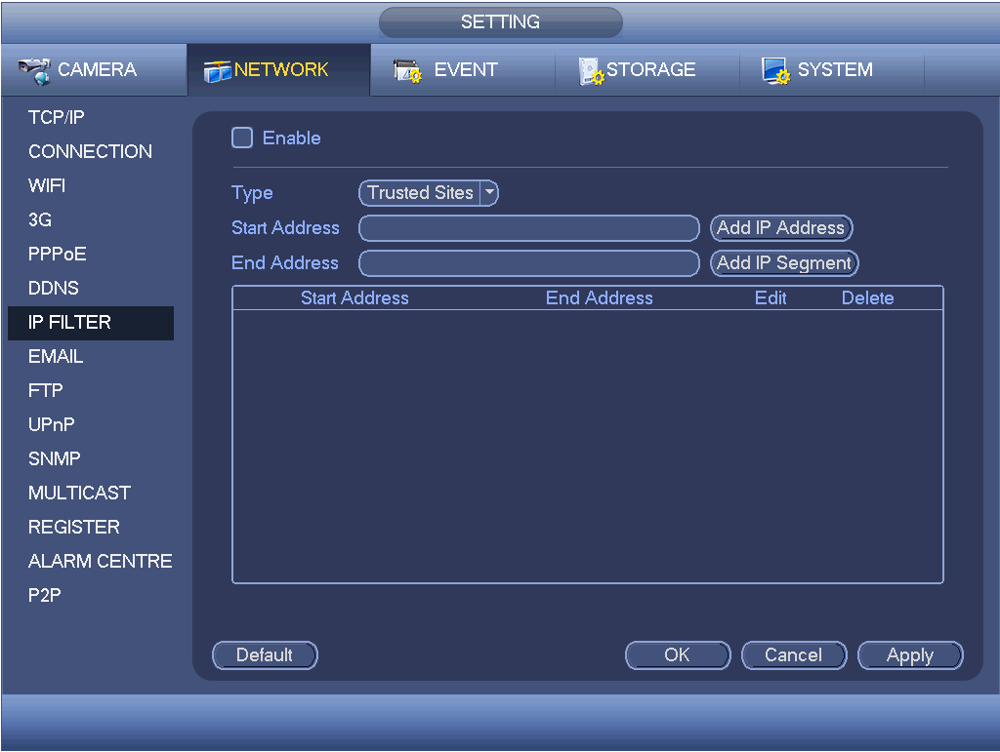 SETTING
CAMERA NETWORK EVENT STORAGE SYSTEM
TCP/IP
CONNECTION
WIFI
3G
PPPoE
DDNS
IP FILTER
EMAIL
FTP
UPnP
SNMP
MULTICAST
REGISTER
ALARM CENTRE
P2P
Enable
Type Trusted Sites
Start Address Add IP Address
End Address Add IP Segment
Start Address End Address Edit Delete
Default OK Cancel Apply